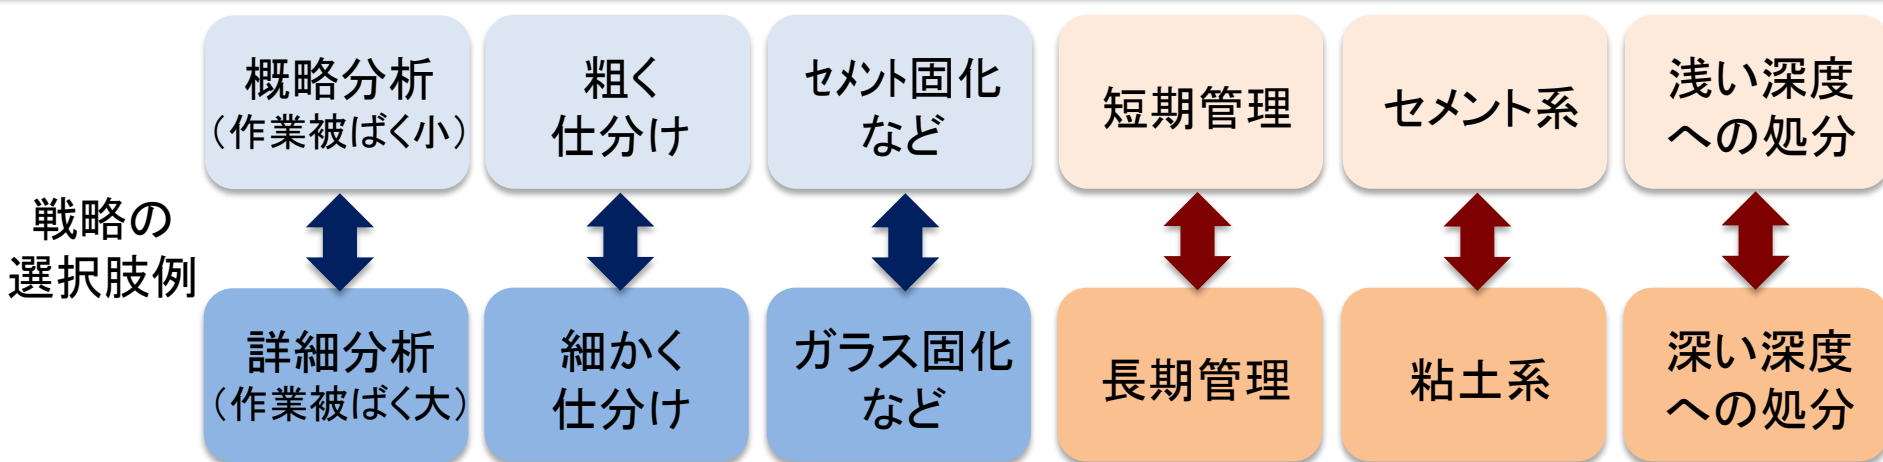 戦略の
選択肢例
概略分析
（作業被ばく小）
粗く
仕分け
セメント固化
など
短期管理
セメント系
浅い深度
への処分
詳細分析
（作業被ばく大）
細かく
仕分け
ガラス固化
など
長期管理
粘土系
深い深度
への処分